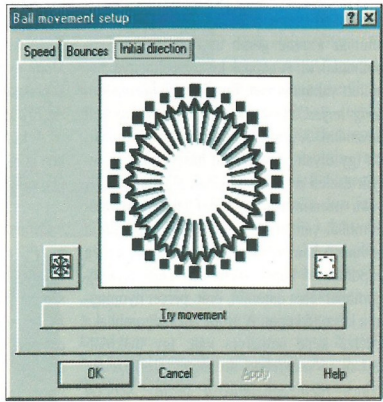 Ball movement setup
Speed Bounces Initial direction
Try movement
OK Cancel Apply Help